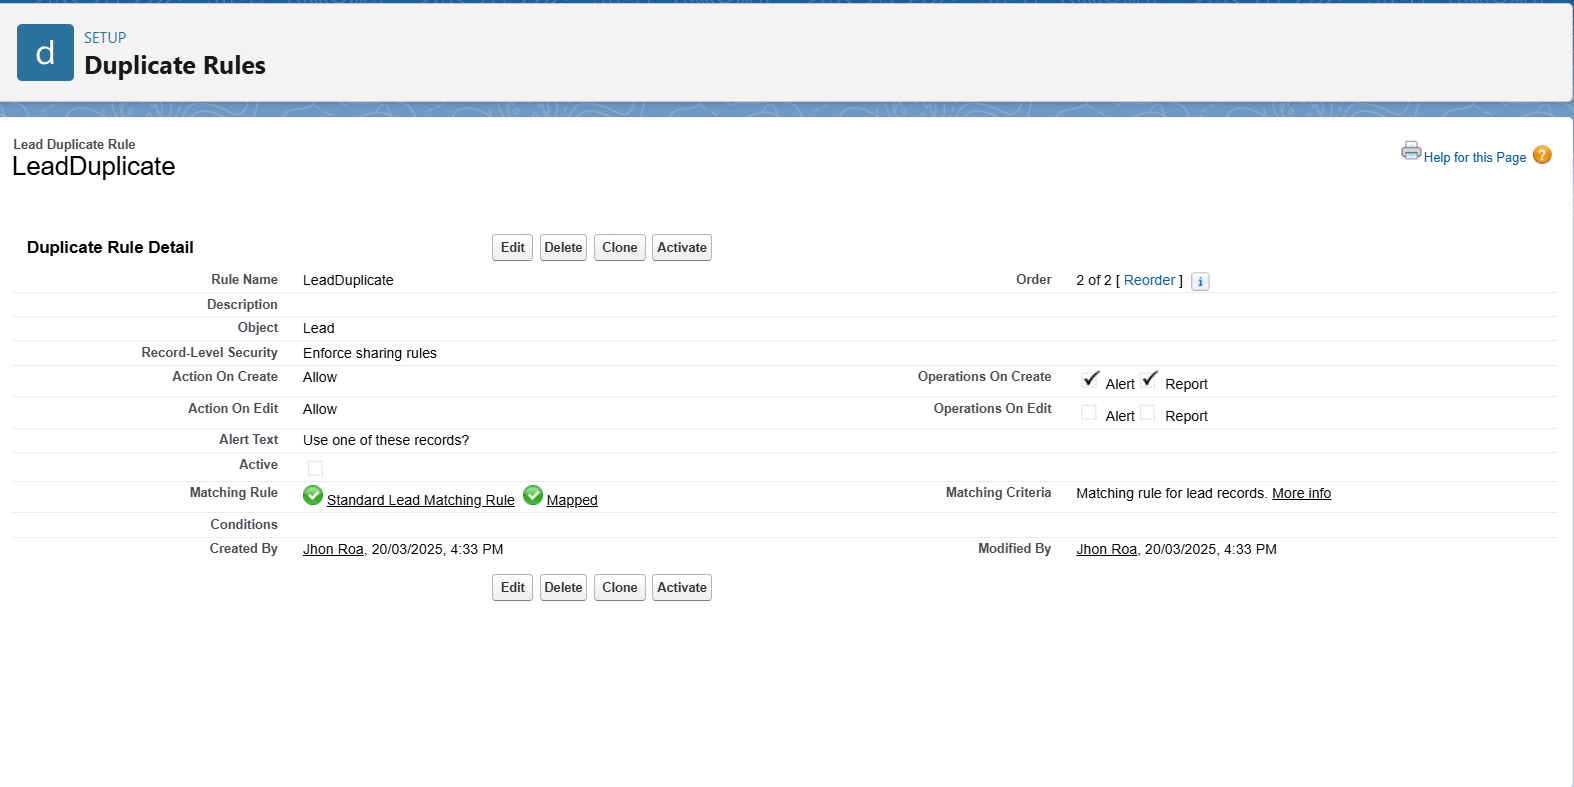 d
SETUP
Duplicate Rules
Lead Duplicate Rule
LeadDuplicate
Help for this Page ?
Duplicate Rule Detail
Edit Delete Clone Activate
Rule Name LeadDuplicate Order 2 of 2 [ Reorder ] i
Description
Object Lead
Record-Level Security Enforce sharing rules
Action On Create Allow Operations On Create Alert Report
Action On Edit Allow Operations On Edit Alert Report
Alert Text Use one of these records?
Active
Matching Rule Standard Lead Matching Rule Mapped Matching Criteria Matching rule for lead records. More info
Conditions
Created By Jhon Roa, 20/03/2025, 4:33 PM Modified By Jhon Roa, 20/03/2025, 4:33 PM
Edit Delete Clone Activate